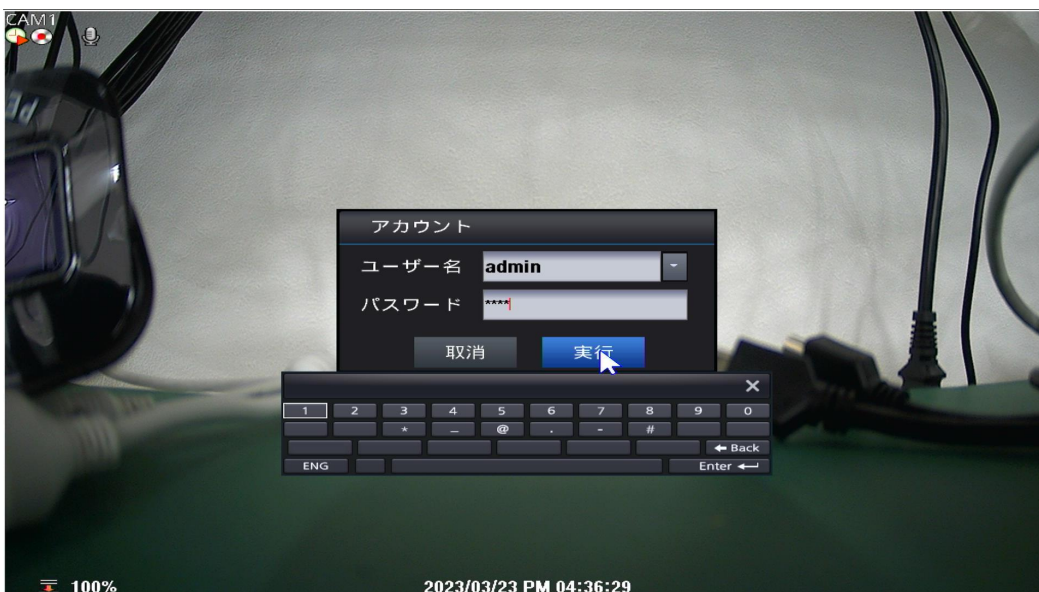 CAM1
アカウント
ユーザー名 admin
パスワード ****
取消 実行
1 2 3 4 5 6 7 8 9 0
* _ @ . - #
← Back
ENG Enter
100% 2023/03/23 PM 04:36:29